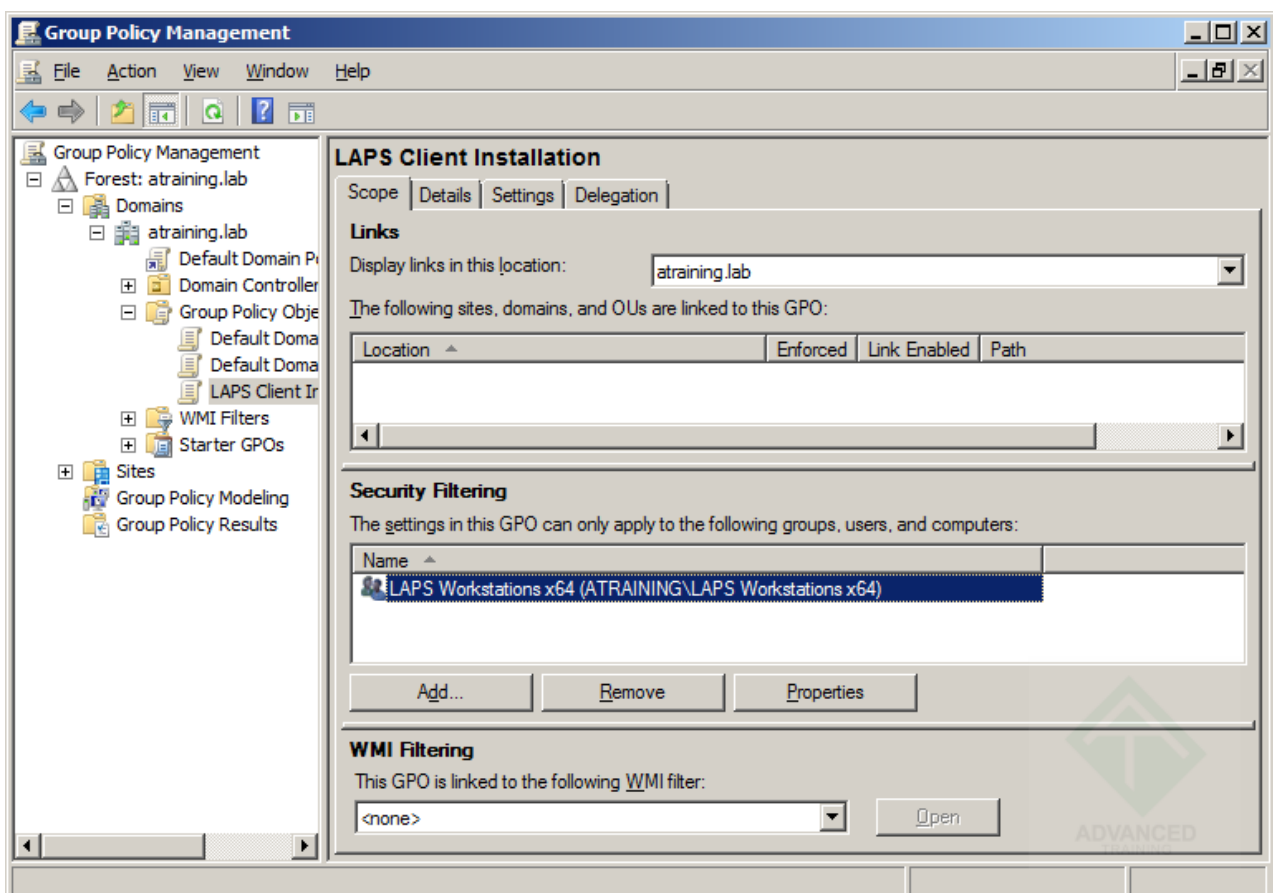 Group Policy Management
File Action View Window Help
Group Policy Management
Forest: atraining.lab
Domains
atraining.lab
Default Domain P
Domain Controller
Group Policy Obje
Default Doma
Default Doma
LAPS Client In
WMI Filters
Starter GPOs
Sites
Group Policy Modeling
Group Policy Results
LAPS Client Installation
Scope Details Settings Delegation
Links
Display links in this location: atraining.lab
The following sites, domains, and OUs are linked to this GPO:
Location Enforced Link Enabled Path
Security Filtering
The settings in this GPO can only apply to the following groups, users, and computers:
Name
LAPS Workstations x64 (ATRAINING\LAPS Workstations x64)
Add... Remove Properties
WMI Filtering
This GPO is linked to the following WMI filter:
<none> Open
ADVANCED
TRAINING